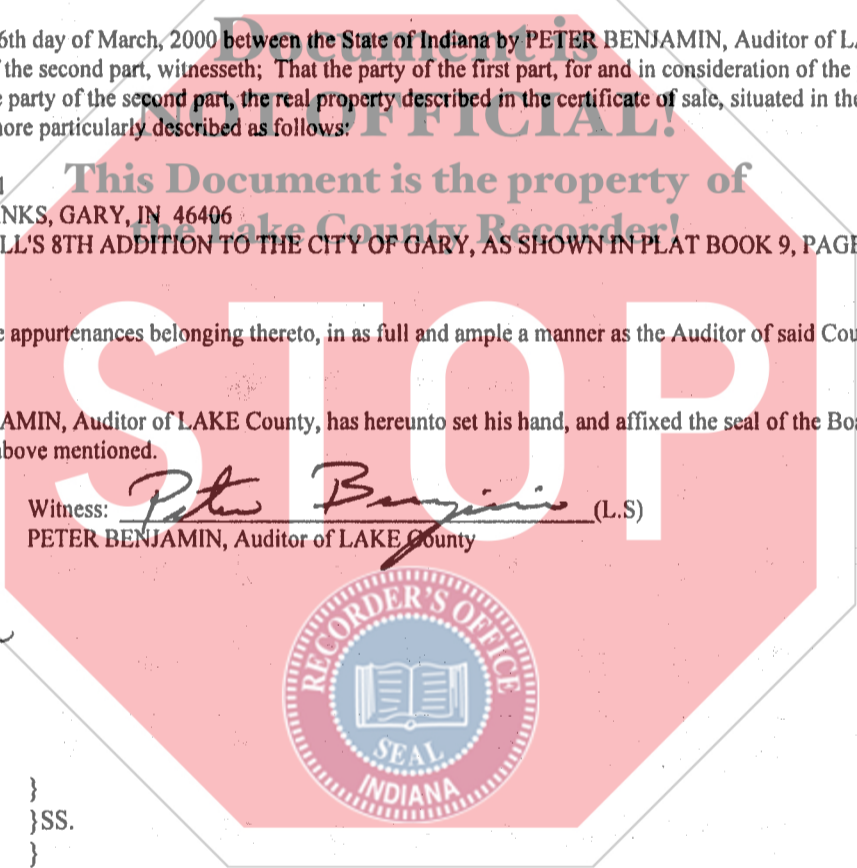 Document is
6th day of March, 2000 between the State of Indiana by PETER BENJAMIN, Auditor of L
the second part, witnesseth; That the party of the first part, for and in consideration of the
NOT OFFICIAL!
party of the second part, the real property described in the certificate of sale, situated in the
more particularly described as follows:
This Document is the property of
NKS, GARY, IN 46406
the Lake County Recorder!
LL'S 8TH ADDITION TO THE CITY OF GARY, AS SHOWN IN PLAT BOOK 9, PAGE
STOP
appurtenances belonging thereto, in as full and ample a manner as the Auditor of said Cou
AMIN, Auditor of LAKE County, has hereunto set his hand, and affixed the seal of the Boa
above mentioned.
Witness: Peter Benjamin (L.S)
PETER BENJAMIN, Auditor of LAKE County
RECORDER'S OFFICE
SEAL
INDIANA
}
}SS.
}